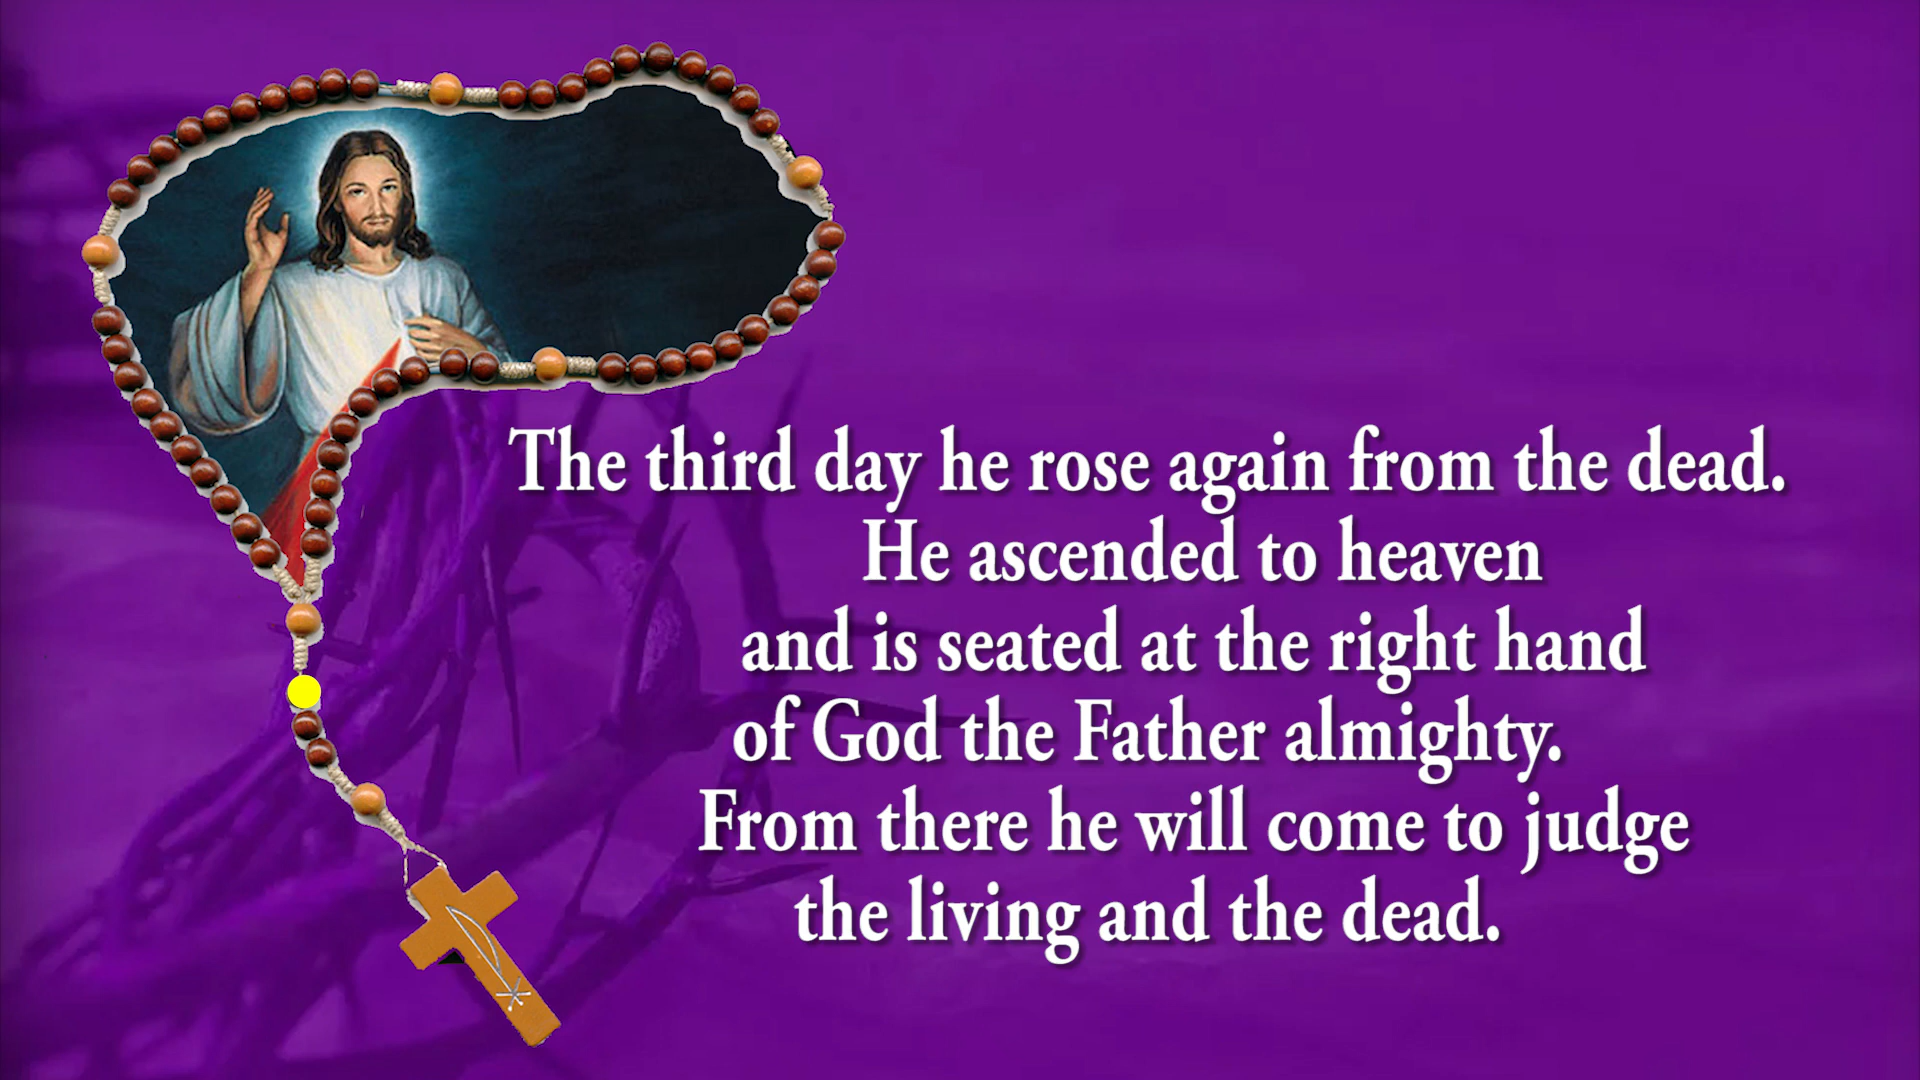 The third day he rose again from the dead.
He ascended to heaven
and is seated at the right hand
of God the Father almighty.
From there he will come to judge
the living and the dead.